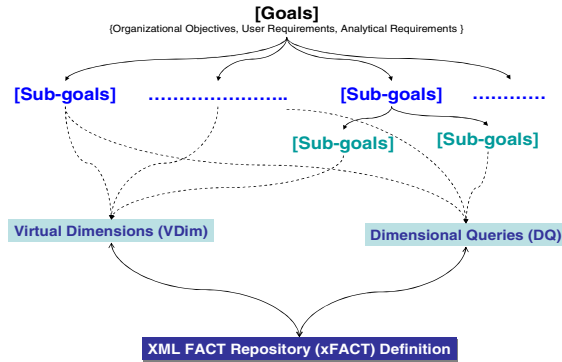 [Goals]
{Organizational Objectives, User Requirements, Analytical Requirements }
[Sub-goals] ........................ [Sub-goals] ............
[Sub-goals] [Sub-goals]
Virtual Dimensions (VDim) Dimensional Queries (DQ)
XML FACT Repository (xFACT) Definition